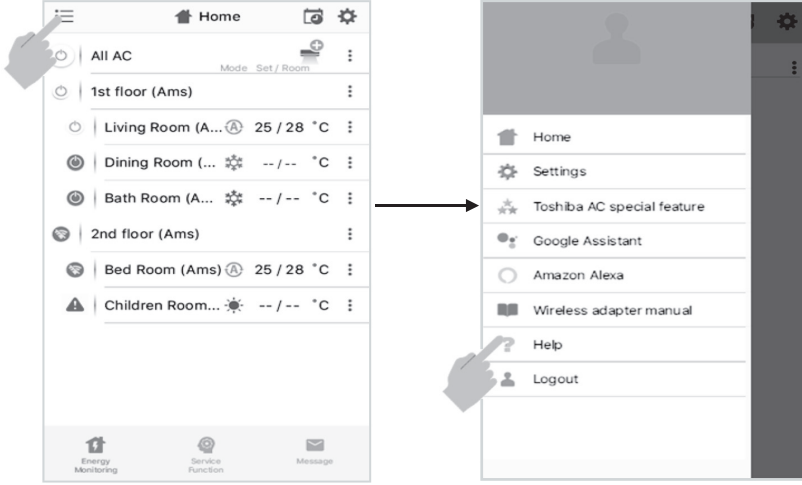 Home
All AC
Mode Set / Room
1st floor (Ams)
Living Room (A... A 25 / 28 °C
Dining Room (... -- / -- °C
Bath Room (A... -- / -- °C
2nd floor (Ams)
Bed Room (Ams) A 25 / 28 °C
Children Room... -- / -- °C
Energy
Monitoring
Service
Function
Message
Home
Settings
Toshiba AC special feature
Google Assistant
Amazon Alexa
Wireless adapter manual
? Help
Logout